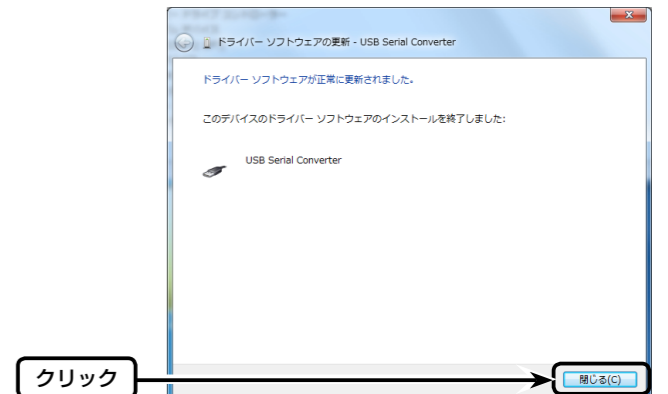 ドライバー ソフトウェアの更新 - USB Serial Converter
ドライバー ソフトウェアが正常に更新されました。
このデバイスのドライバー ソフトウェアのインストールを終了しました:
USB Serial Converter
クリック
閉じる(C)